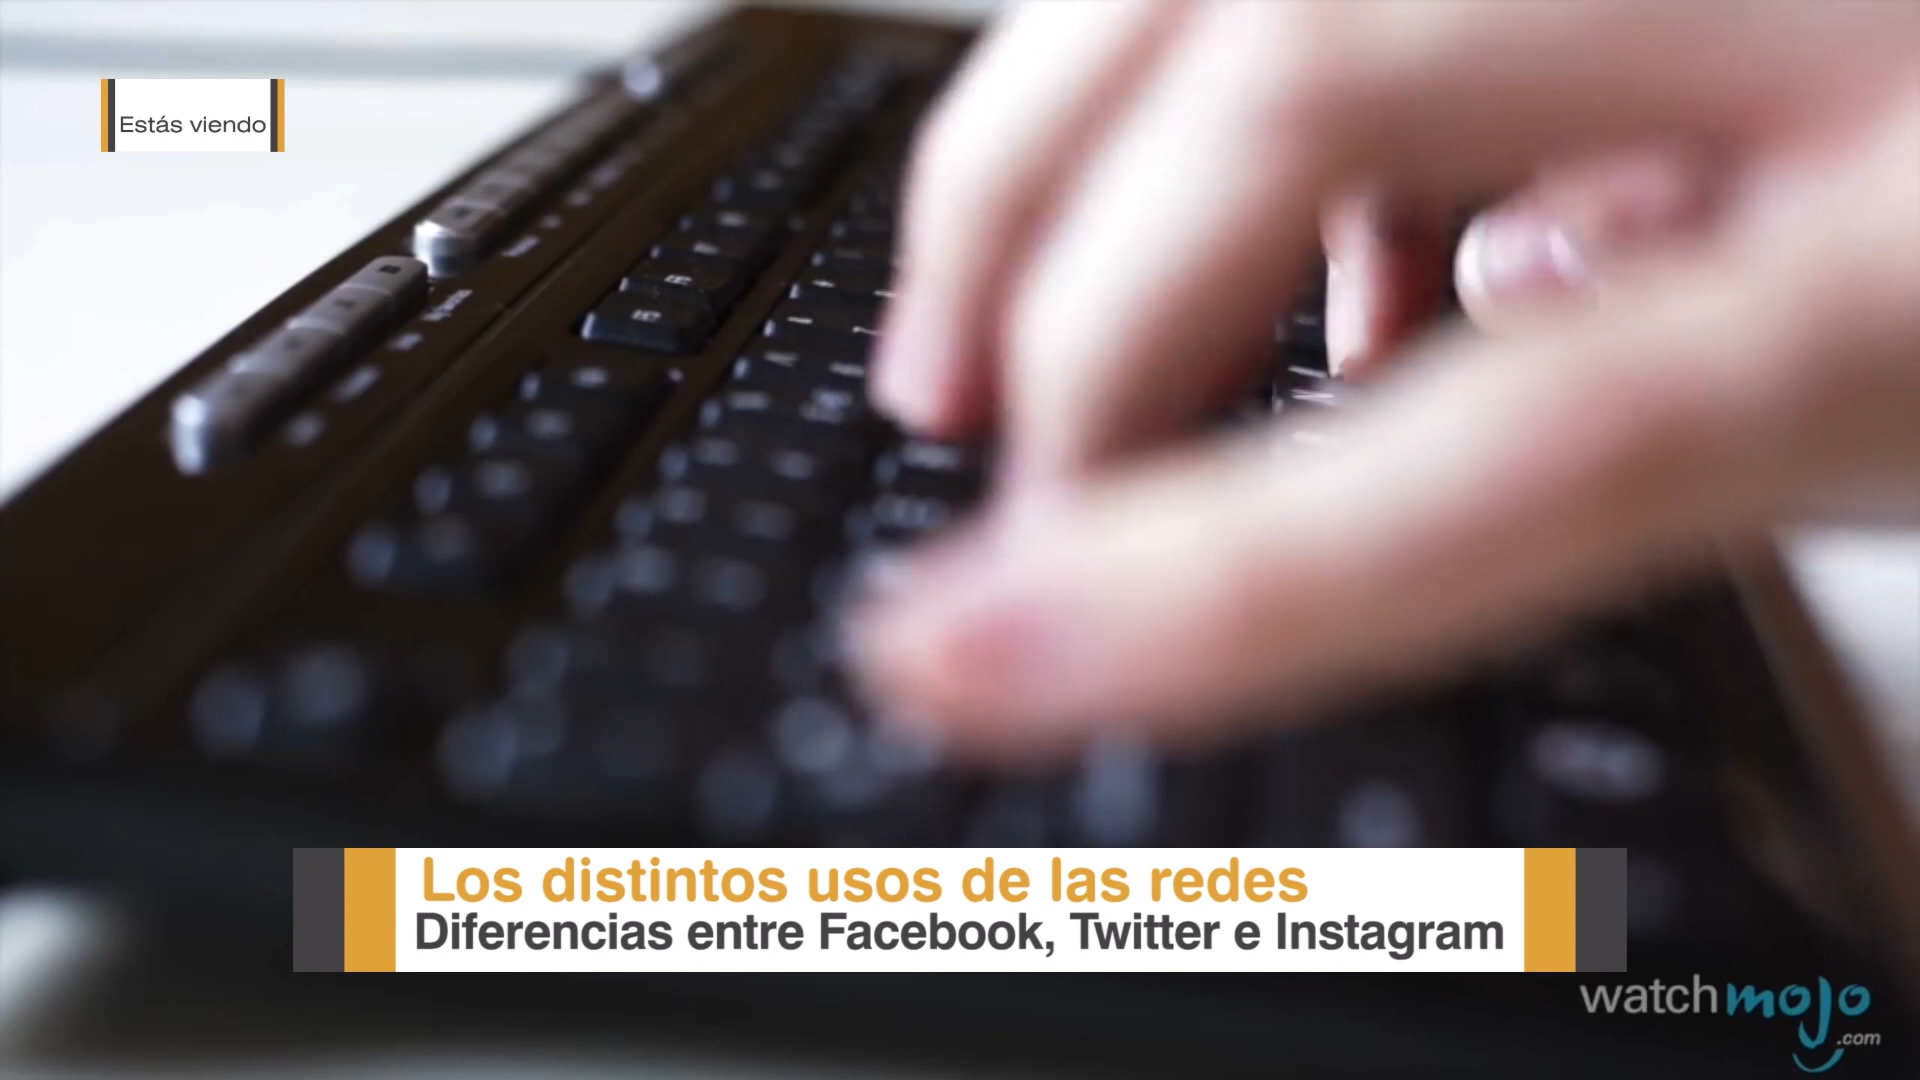 Estás viendo
Los distintos usos de las redes
Diferencias entre Facebook, Twitter e Instagram
watchmojo
.com